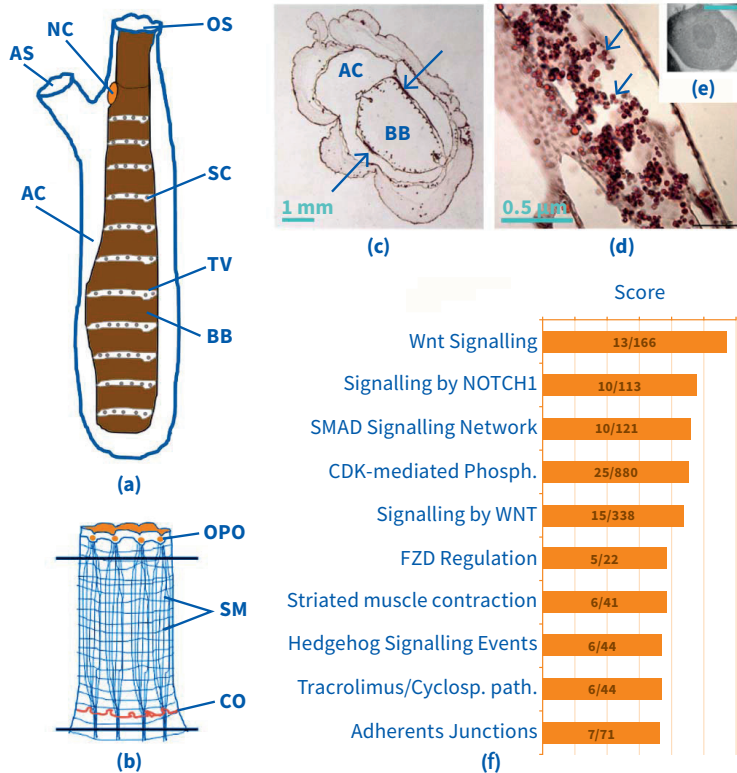 OS
NC
AS
SC
AC
TV
BB
(a)
OPO
SM
CO
(b)
AC
BB
1 mm
(c)
0.5 µm
(d)
(e)
Score
Wnt Signalling 13/166
Signalling by NOTCH1 10/113
SMAD Signalling Network 10/121
CDK-mediated Phosph. 25/880
Signalling by WNT 15/338
FZD Regulation 5/22
Striated muscle contraction 6/41
Hedgehog Signalling Events 6/44
Tracrolimus/Cyclosp. path. 6/44
Adherents Junctions 7/71
(f)